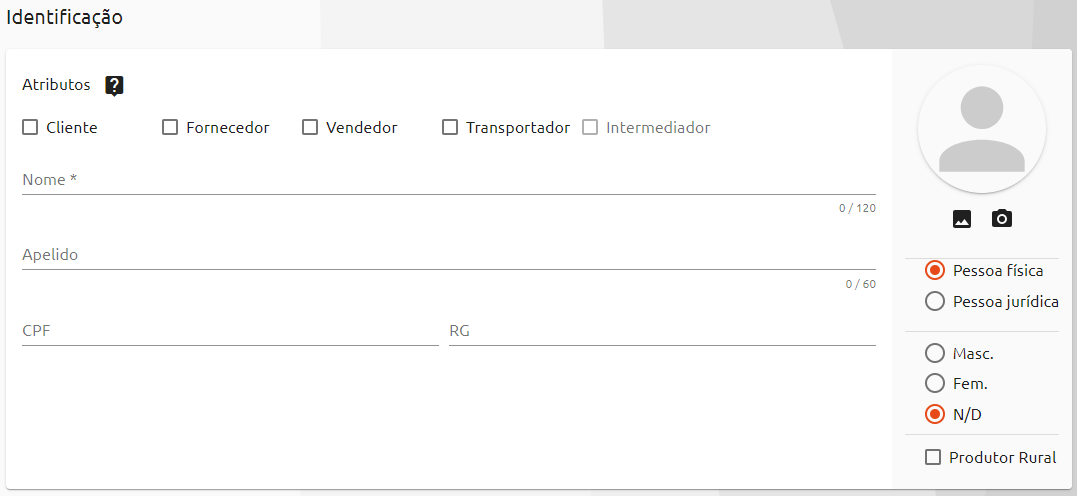 Identificação
Atributos ?
Cliente Fornecedor Vendedor Transportador Intermediador
Nome *
0 / 120
Apelido
0 / 60
CPF RG
Pessoa física
Pessoa jurídica
Masc.
Fem.
N/D
Produtor Rural